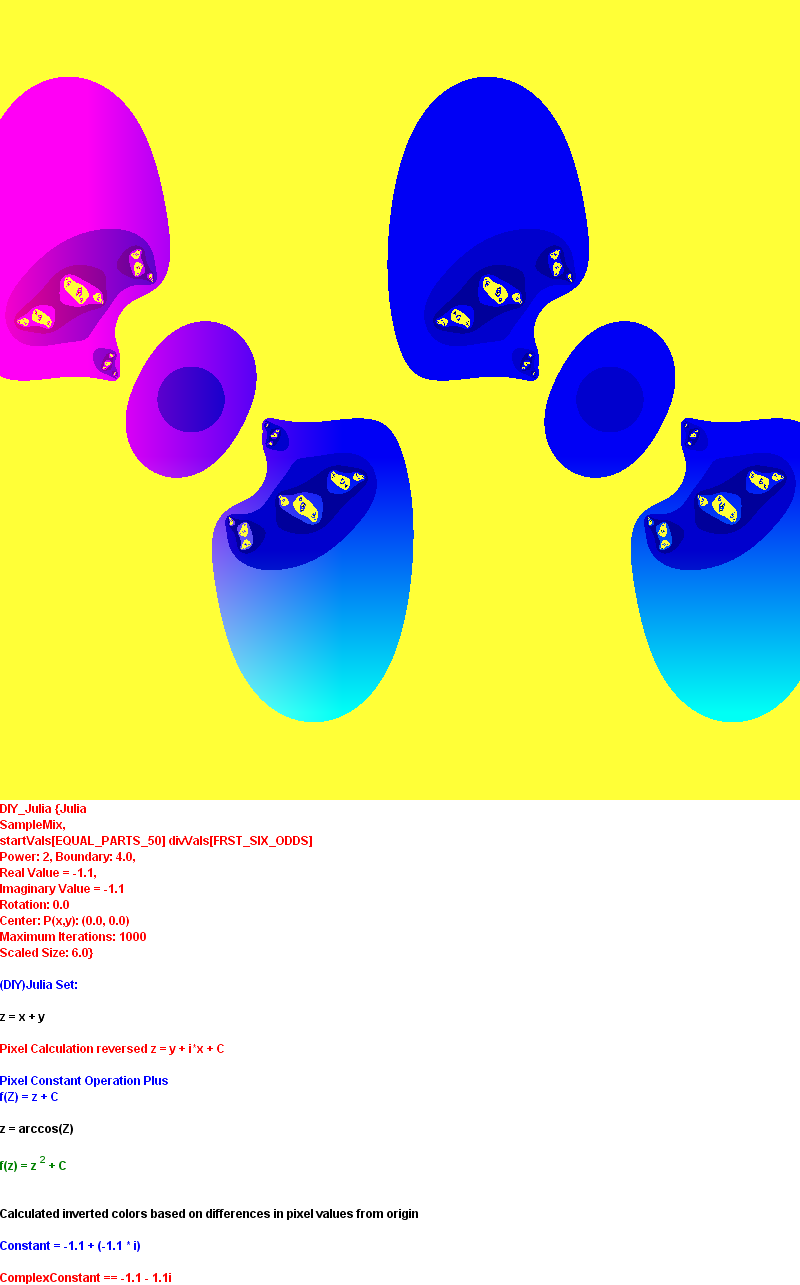 DIY_Julia {Julia
SampleMix,
startVals[EQUAL_PARTS_50] divVals[FRST_SIX_ODDS]
Power: 2, Boundary: 4.0,
Real Value = -1.1,
Imaginary Value = -1.1
Rotation: 0.0
Center: P(x,y): (0.0, 0.0)
Maximum Iterations: 1000
Scaled Size: 6.0}
(DIY)Julia Set:
z = x + y
Pixel Calculation reversed z = y + i*x + C
Pixel Constant Operation Plus
f(Z) = z + C
z = arccos(Z)
f(z) = z ² + C
Calculated inverted colors based on differences in pixel values from origin
Constant = -1.1 + (-1.1 * i)
ComplexConstant == -1.1 - 1.1i